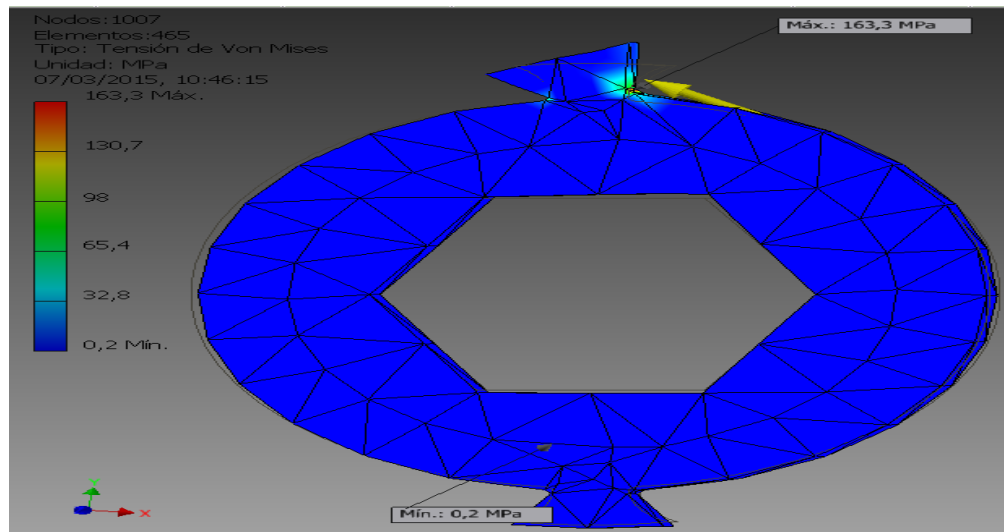 Nodos:1007
Elementos:465
Tipo: Tensión de Von Mises
Unidad: MPa
07/03/2015, 10:46:15
163,3 Máx.
130,7
98
65,4
32,8
0,2 Mín.
Máx.: 163,3 MPa
Mín.: 0,2 MPa
Y
X